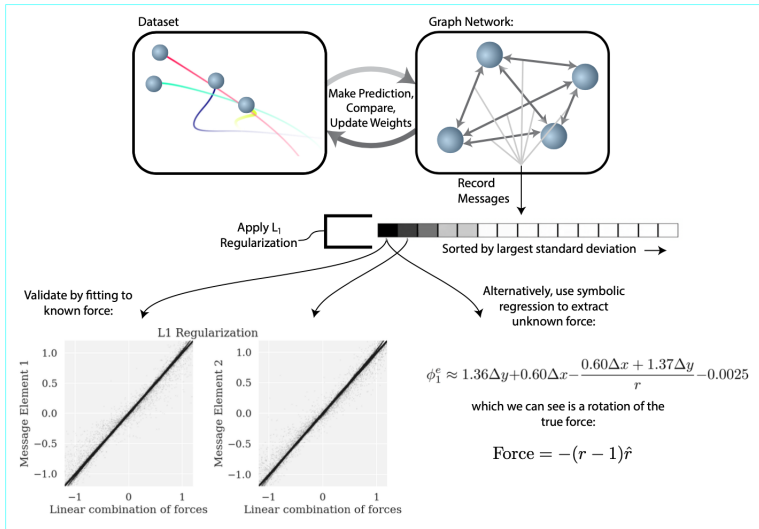 Dataset
Graph Network:
Make Prediction,
Compare,
Update Weights
Record
Messages
Apply L₁
Regularization
Sorted by largest standard deviation
Validate by fitting to
known force:
Alternatively, use symbolic
regression to extract
unknown force:
L1 Regularization
Message Element 1
1.0
0.5
0.0
−0.5
−1.0
−1 0 1
Linear combination of forces
Message Element 2
1.0
0.5
0.0
−0.5
−1.0
−1 0 1
Linear combination of forces
ϕ₁ᵉ ≈ 1.36Δy+0.60Δx− (0.60Δx + 1.37Δy)/r −0.0025
which we can see is a rotation of the
true force:
Force = −(r − 1)r̂